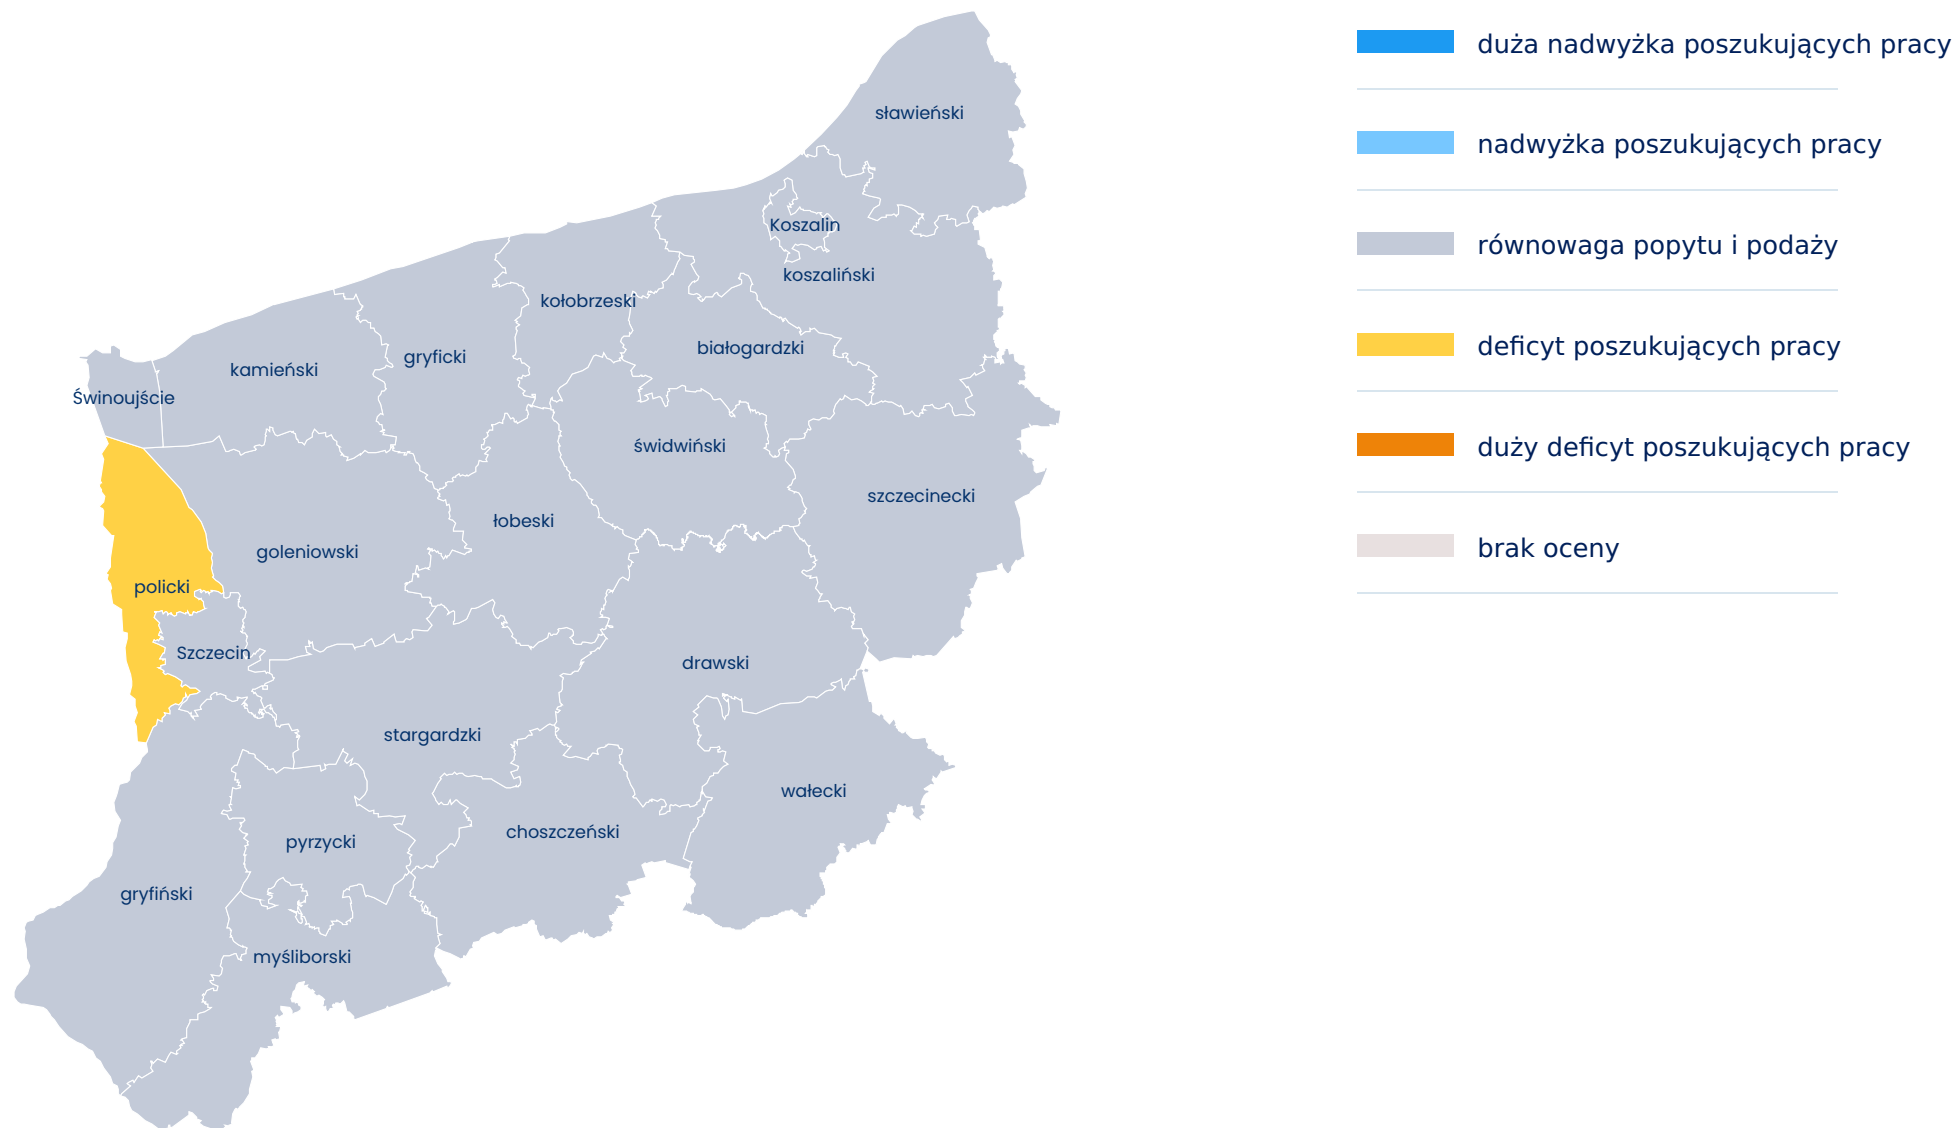 sławieński
Koszalin
koszaliński
kołobrzeski
białogardzki
gryficki
kamieński
Świnoujście
świdwiński
szczecinecki
łobeski
goleniowski
policki
Szczecin
drawski
stargardzki
wałecki
choszczeński
pyrzycki
gryfiński
myśliborski
duża nadwyżka poszukujących pracy
nadwyżka poszukujących pracy
równowaga popytu i podaży
deficyt poszukujących pracy
duży deficyt poszukujących pracy
brak oceny